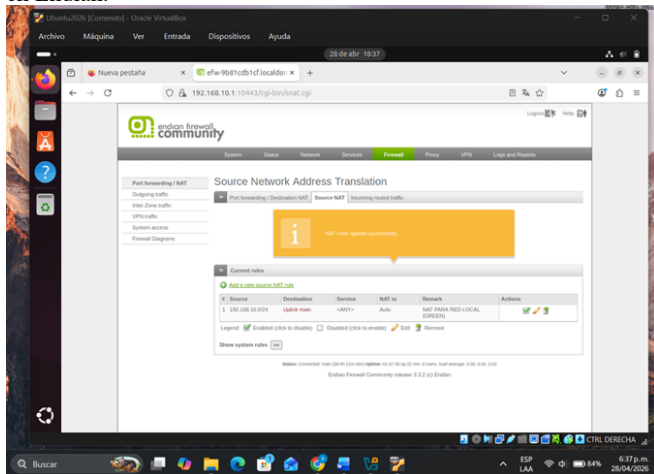 Ubuntu2026 [Corriendo] - Oracle VirtualBox
Archivo Máquina Ver Entrada Dispositivos Ayuda
28 de abr 18:37
Nueva pestaña
efw-9b81cdb1cf.localdor
192.168.10.1:10443/cgi-bin/snat.cgi
Logout Help
endian firewall
community
System Status Network Services Firewall Proxy VPN Logs and Reports
Port forwarding / NAT
Outgoing traffic
Inter-Zone traffic
VPN traffic
System access
Firewall Diagrams
Source Network Address Translation
Port forwarding / Destination NAT Source NAT Incoming routed traffic
NAT rules applied successfully
Current rules
Add a new source NAT rule
# Source Destination Service NAT to Remark Actions
1 192.168.10.0/24 Uplink main <ANY> Auto NAT PARA RED LOCAL
(GREEN)
Legend: Enabled (click to disable) Disabled (click to enable) Edit Remove
Show system rules >>
Endian Firewall Community release 3.3.2 (c) Endian
CTRL DERECHA
Buscar
ESP
LAA
84%
6:37 p.m.
28/04/2026